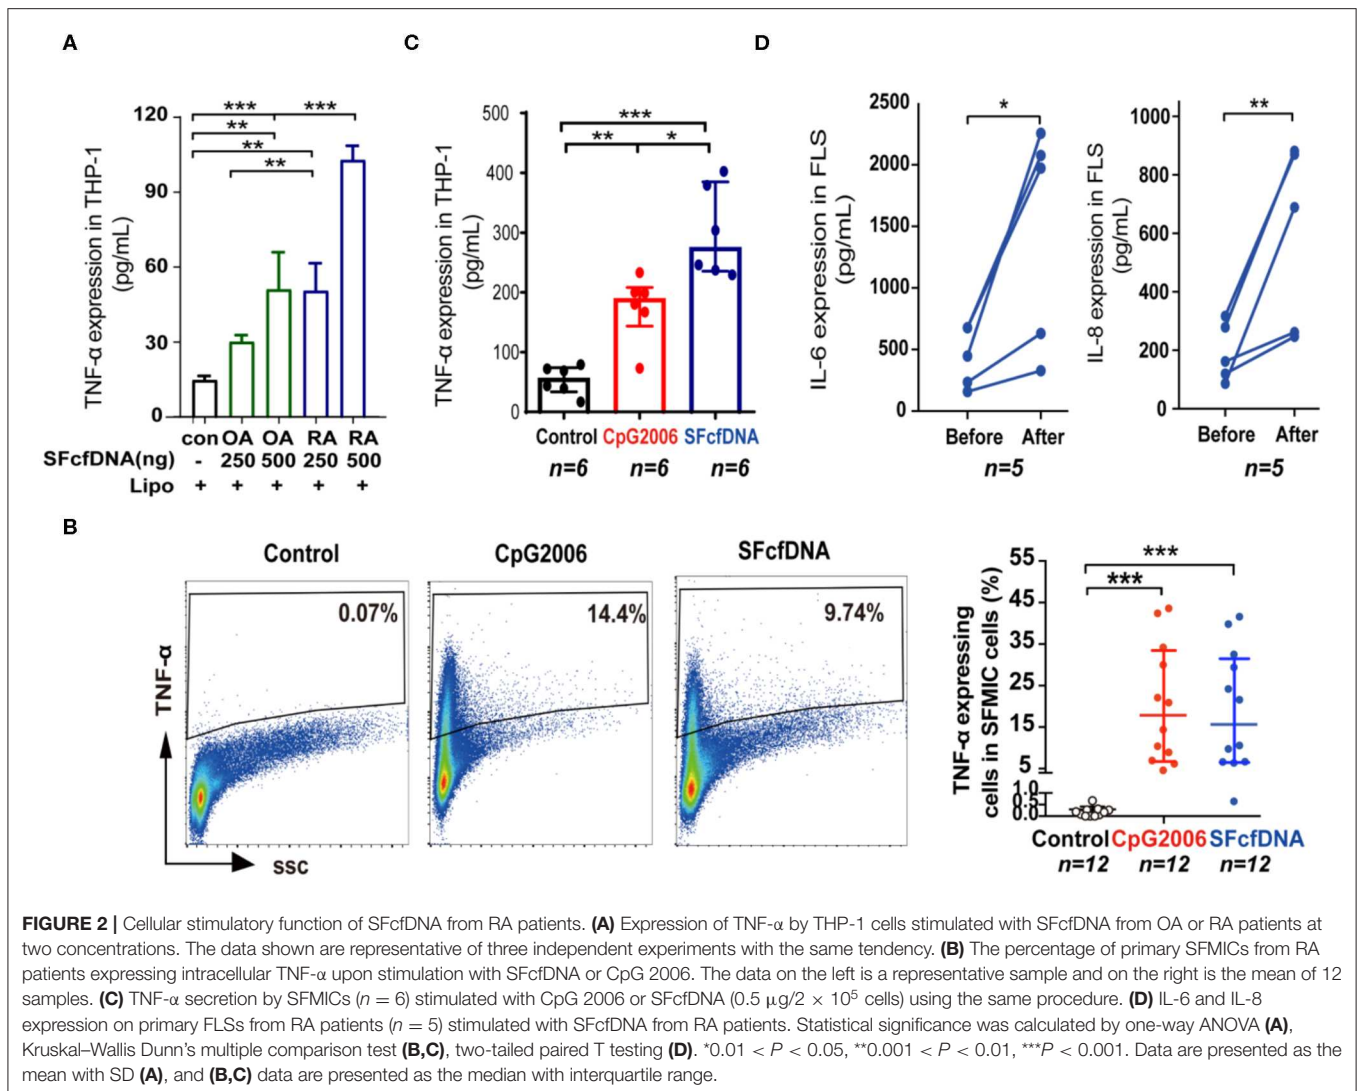 A
TNF-α expression in THP-1
(pg/mL)
120
90
60
30
0
***
***
**
**
**
con OA OA RA RA
SFcfDNA(ng) - 250 500 250 500
Lipo + + + + +
C
TNF-α expression in THP-1
(pg/mL)
500
400
300
200
100
0
***
**
*
Control CpG2006 SFcfDNA
n=6 n=6 n=6
D
IL-6 expression in FLS
(pg/mL)
2500
2000
1500
1000
500
0
*
Before After
n=5
IL-8 expression in FLS
(pg/mL)
1000
800
600
400
200
0
**
Before After
n=5
B
Control
CpG2006
SFcfDNA
0.07%
14.4%
9.74%
TNF-α
SSC
TNF-α expressing
cells in SFMIC cells (%)
55
45
35
25
15
5
1.0
0.5
0.0
***
***
Control CpG2006 SFcfDNA
n=12 n=12 n=12
FIGURE 2 | Cellular stimulatory function of SFcfDNA from RA patients. (A) Expression of TNF-α by THP-1 cells stimulated with SFcfDNA from OA or RA patients at
two concentrations. The data shown are representative of three independent experiments with the same tendency. (B) The percentage of primary SFMICs from RA
patients expressing intracellular TNF-α upon stimulation with SFcfDNA or CpG 2006. The data on the left is a representative sample and on the right is the mean of 12
samples. (C) TNF-α secretion by SFMICs (n = 6) stimulated with CpG 2006 or SFcfDNA (0.5 μg/2 × 10⁵ cells) using the same procedure. (D) IL-6 and IL-8
expression on primary FLSs from RA patients (n = 5) stimulated with SFcfDNA from RA patients. Statistical significance was calculated by one-way ANOVA (A),
Kruskal–Wallis Dunn's multiple comparison test (B,C), two-tailed paired T testing (D). *0.01 < P < 0.05, **0.001 < P < 0.01, ***P < 0.001. Data are presented as the
mean with SD (A), and (B,C) data are presented as the median with interquartile range.